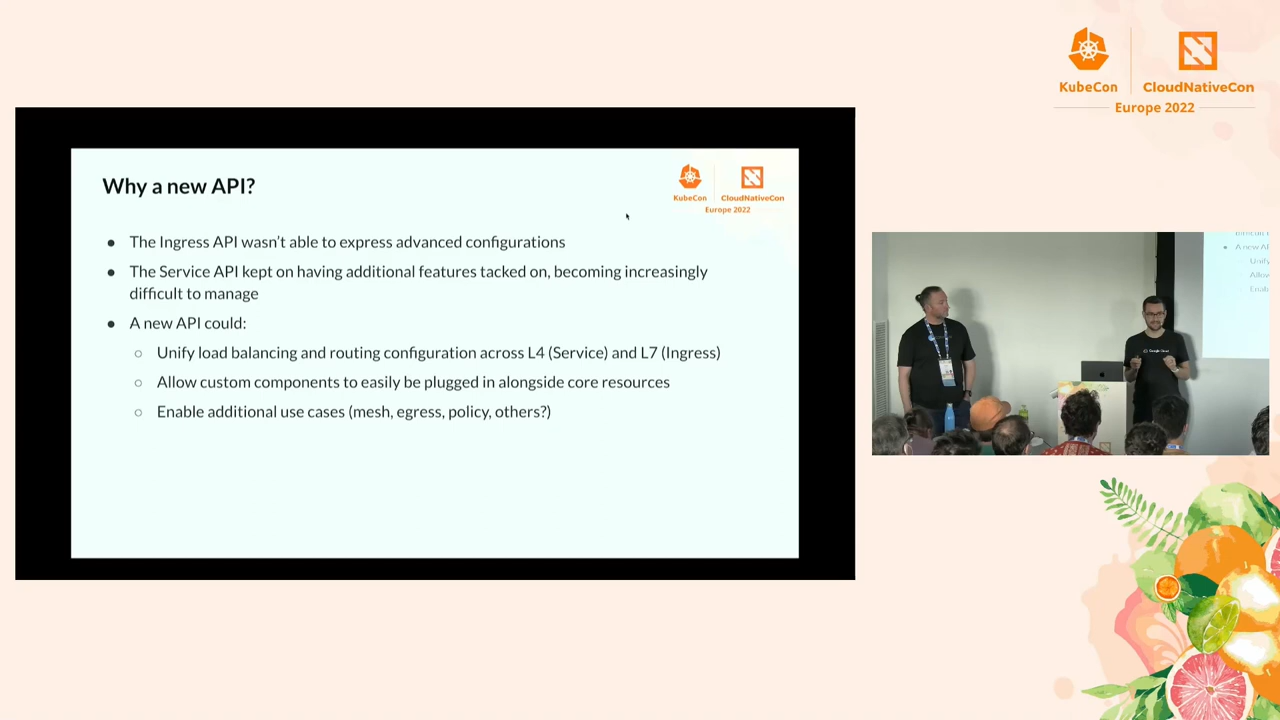 KubeCon
CloudNativeCon
Europe 2022
Why a new API?
KubeCon
CloudNativeCon
Europe 2022
● The Ingress API wasn't able to express advanced configurations
● The Service API kept on having additional features tacked on, becoming increasingly
difficult to manage
● A new API could:
○ Unify load balancing and routing configuration across L4 (Service) and L7 (Ingress)
○ Allow custom components to easily be plugged in alongside core resources
○ Enable additional use cases (mesh, egress, policy, others?)
Google Cloud